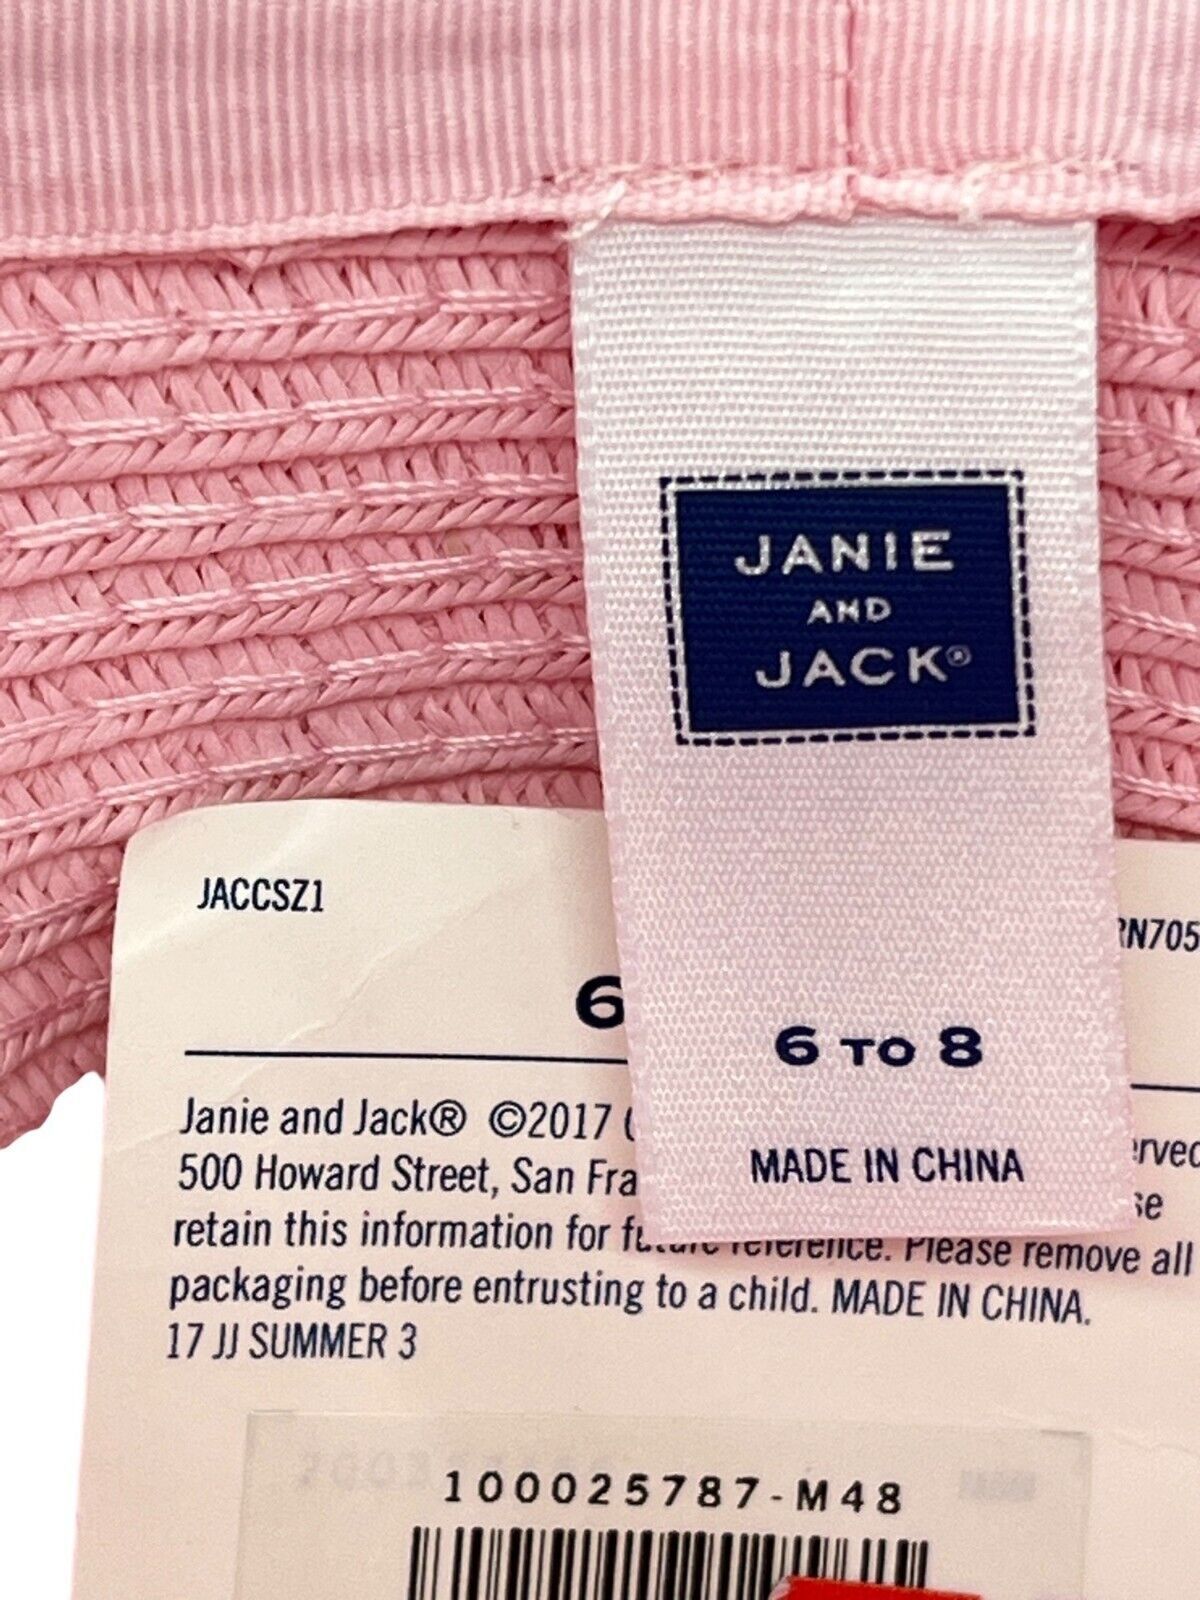 JANIE
AND
JACK®
6 TO 8
MADE IN CHINA
JACCSZ1
RN705
6
Janie and Jack® ©2017
500 Howard Street, San Fra
retain this information for future reference. Please remove all
packaging before entrusting to a child. MADE IN CHINA.
17 JJ SUMMER 3
100025787-M48